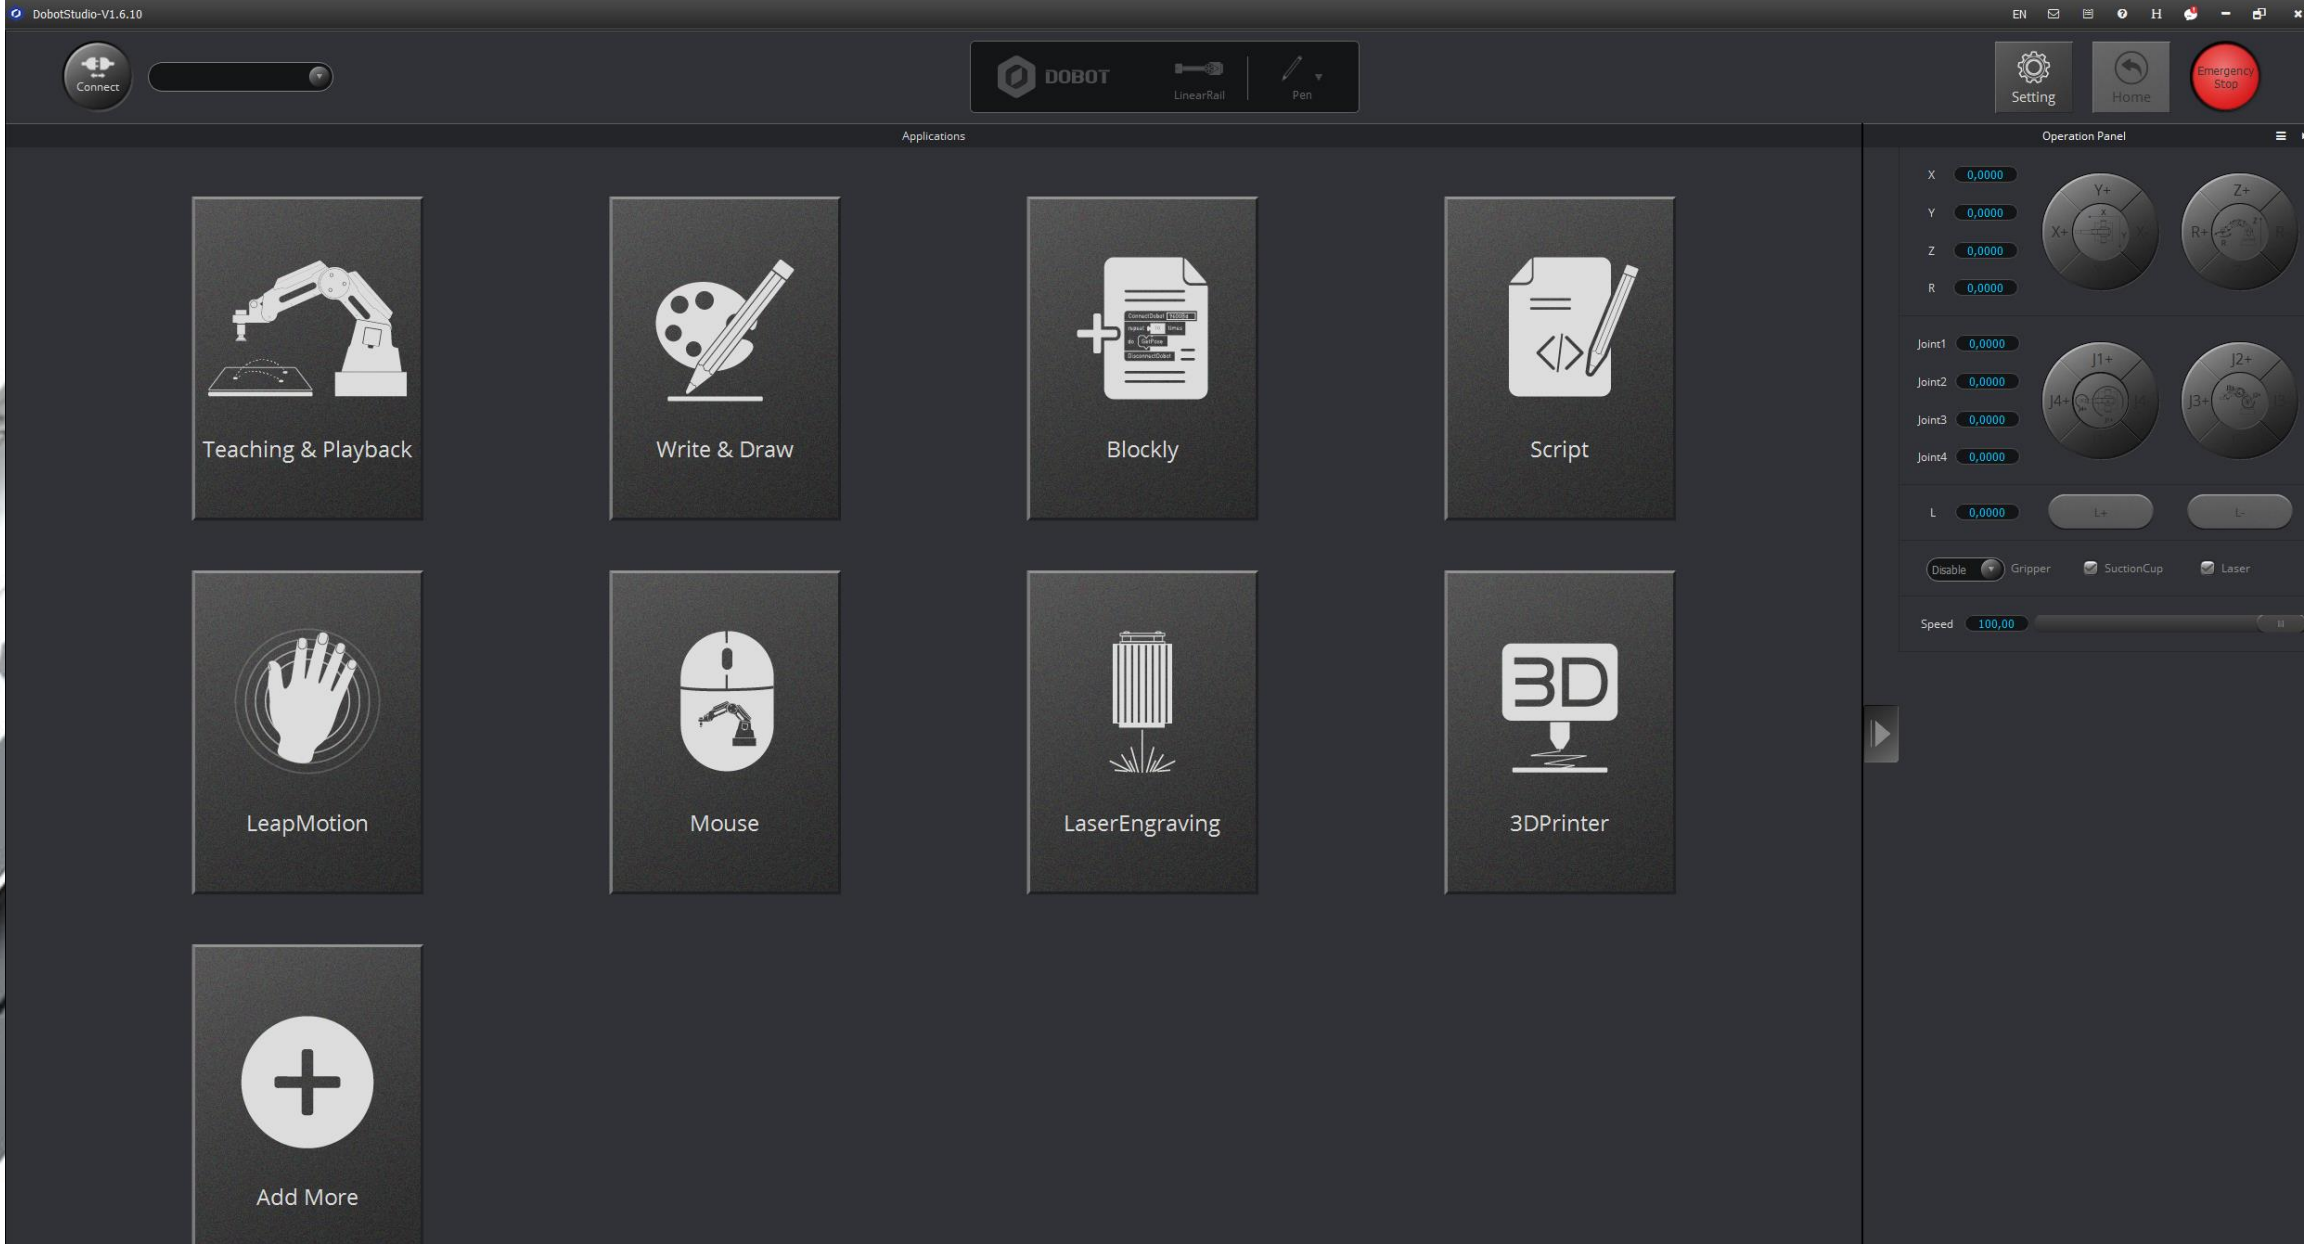 DobotStudio-V1.6.10
EN
H
Connect
DOBOT
LinearRail
Pen
Setting
Home
Emergency
Stop
Applications
Operation Panel
Teaching & Playback
Write & Draw
Blockly
Script
LeapMotion
Mouse
LaserEngraving
3D
3DPrinter
Add More
X 0,0000
Y 0,0000
Z 0,0000
R 0,0000
Y+
X+
Z+
R+
Joint1 0,0000
Joint2 0,0000
Joint3 0,0000
Joint4 0,0000
J1+
J4+
J2+
J3+
L 0,0000
L+
L-
Disable
Gripper
SuctionCup
Laser
Speed 100,00